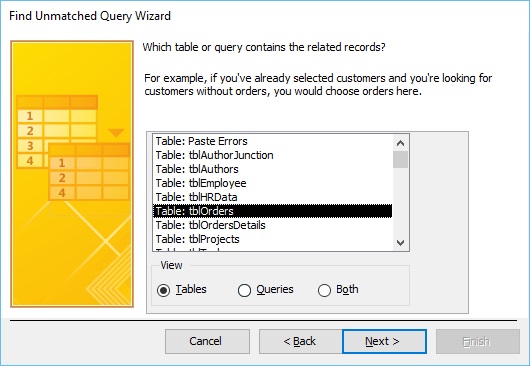 Find Unmatched Query Wizard
Which table or query contains the related records?
For example, if you've already selected customers and you're looking for
customers without orders, you would choose orders here.
1
2
3
4
1
2
3
4
Table: Paste Errors
Table: tblAuthorJunction
Table: tblAuthors
Table: tblEmployee
Table: tblHRData
Table: tblOrders
Table: tblOrdersDetails
Table: tblProjects
View
Tables Queries Both
Cancel < Back Next > Finish